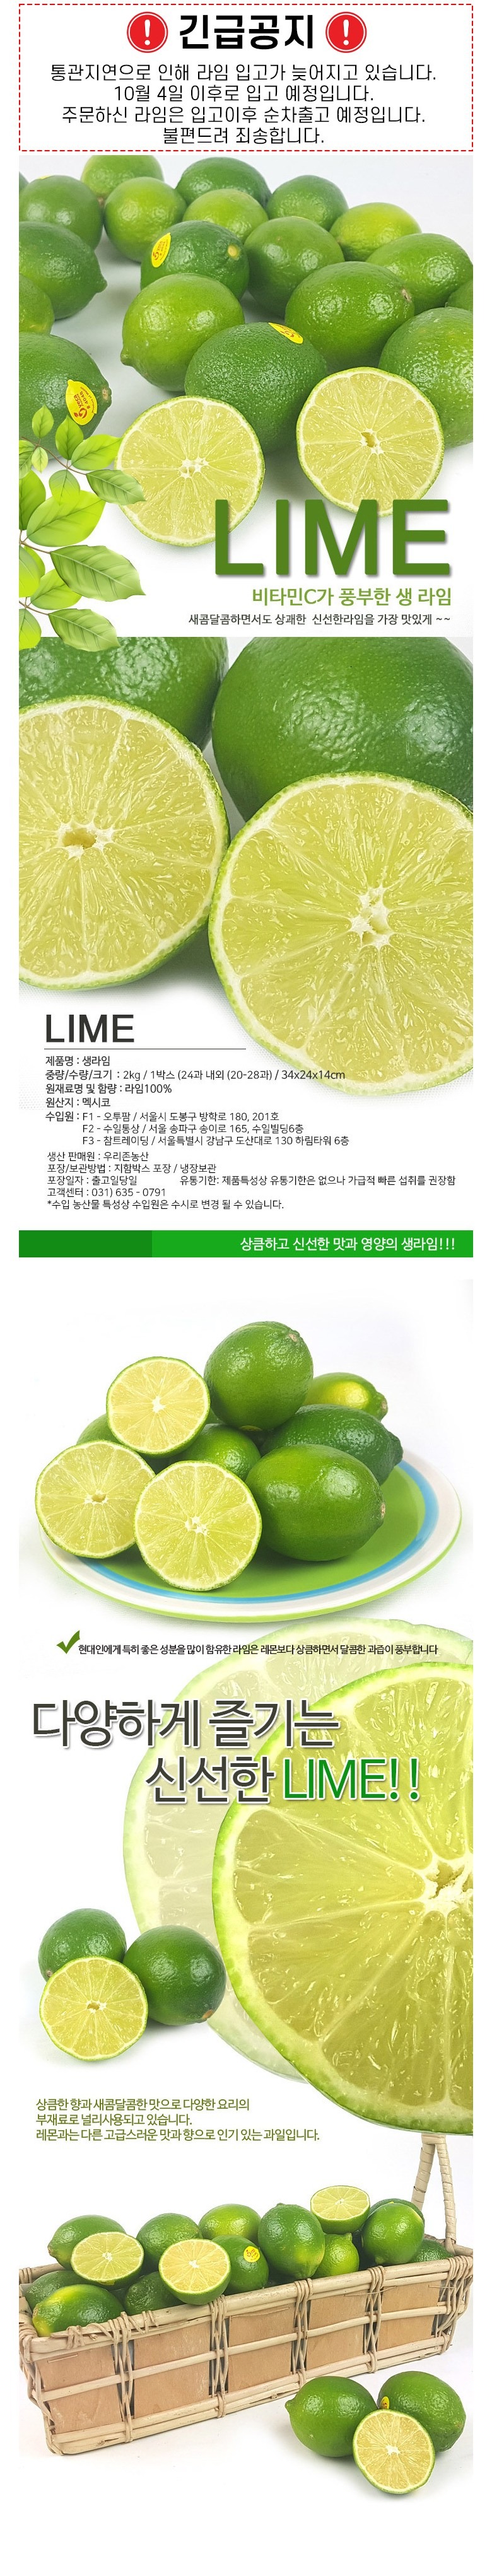 긴급공지
통관지연으로 인해 라임 입고가 늦어지고 있습니다.
10월 4일 이후로 입고 예정입니다.
주문하신 라임은 입고이후 순차출고 예정입니다.
불편드려 죄송합니다.
LIME
비타민C가 풍부한 생 라임
새콤달콤하면서도 상괘한 신선한라임을 가장 맛있게 ~~
LIME
제품명 : 생라임
중량/수량/크기 : 2kg / 1박스 (24과 내외 (20-28과) / 34x24x14cm
원재료명 및 함량 : 라임100%
원산지 : 멕시코
수입원 : F1 - 오투팜 / 서울시 도봉구 방학로 180, 201호
F2 - 수일통상 / 서울 송파구 송이로 165, 수일빌딩6층
F3 - 참트레이딩 / 서울특별시 강남구 도산대로 130 하림타워 6층
생산 판매원 : 우리존농산
포장/보관방법 : 지함박스 포장 / 냉장보관
포장일자 : 출고일당일 유통기한: 제품특성상 유통기한은 없으나 가급적 빠른 섭취를 권장함
고객센터 : 031) 635 - 0791
*수입 농산물 특성상 수입원은 수시로 변경 될 수 있습니다.
상큼하고 신선한 맛과 영양의 생라임!!!
현대인에게 특히 좋은 성분을 많이 함유한 라임은 레몬보다 상큼하면서 달콤한 과즙이 풍부합니다
다양하게 즐기는
신선한 LIME!!
상큼한 향과 새콤달콤한 맛으로 다양한 요리의
부재료로 널리사용되고 있습니다.
레몬과는 다른 고급스러운 맛과 향으로 인기 있는 과일입니다.